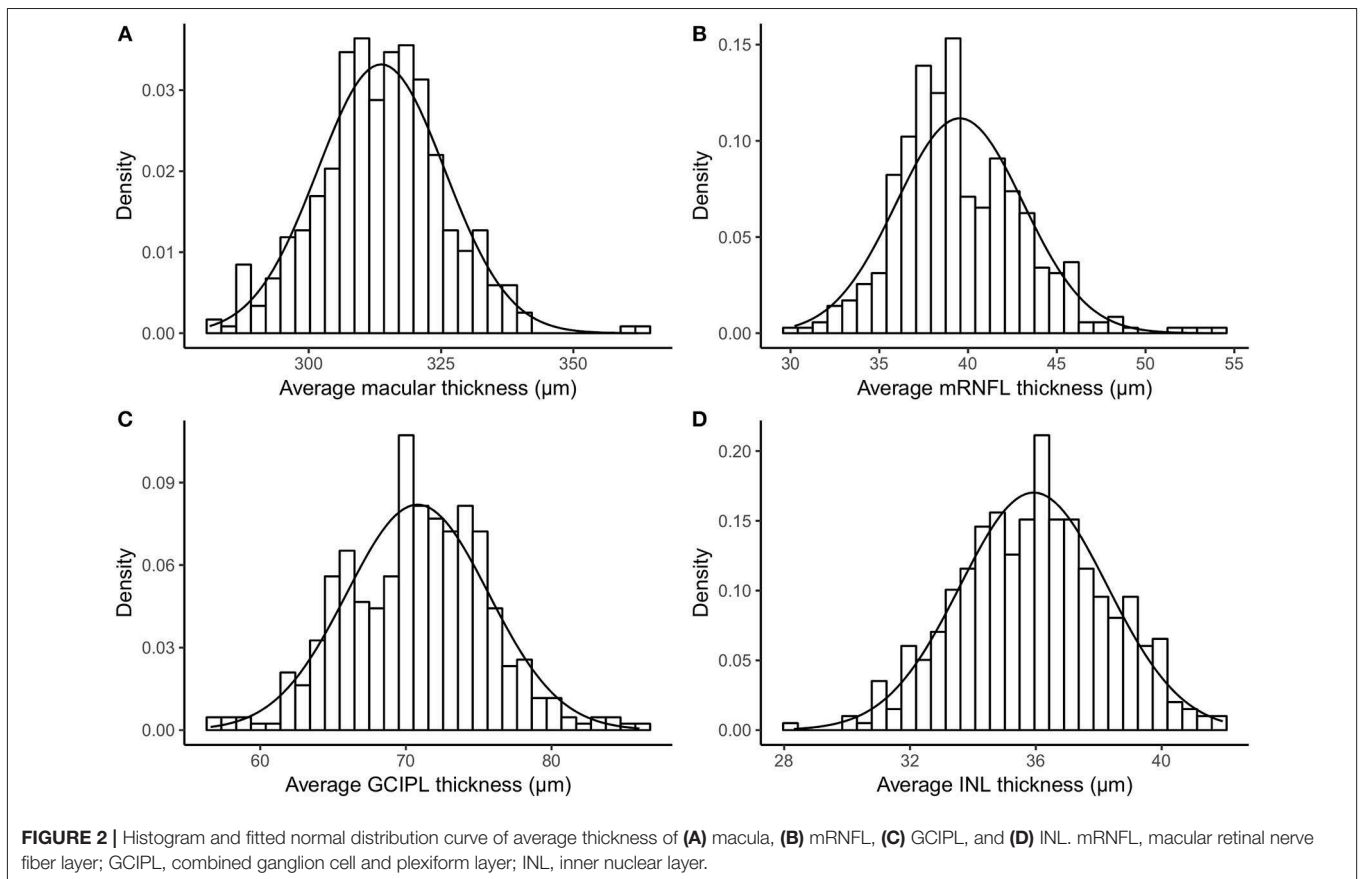 A
Density
0.03
0.02
0.01
0.00
300 325 350
Average macular thickness (μm)
B
Density
0.15
0.10
0.05
0.00
30 35 40 45 50 55
Average mRNFL thickness (μm)
C
Density
0.09
0.06
0.03
0.00
60 70 80
Average GCIPL thickness (μm)
D
Density
0.20
0.15
0.10
0.05
0.00
28 32 36 40
Average INL thickness (μm)
FIGURE 2 | Histogram and fitted normal distribution curve of average thickness of (A) macula, (B) mRNFL, (C) GCIPL, and (D) INL. mRNFL, macular retinal nerve
fiber layer; GCIPL, combined ganglion cell and plexiform layer; INL, inner nuclear layer.